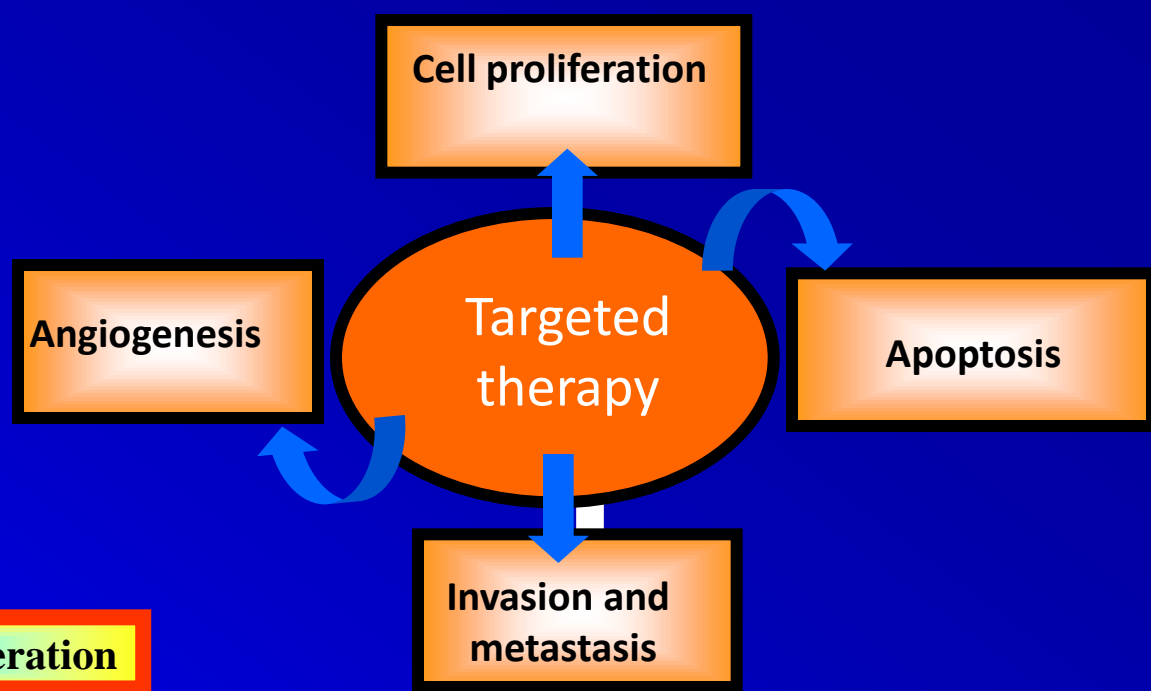 Cell proliferation
Angiogenesis
Targeted
therapy
Apoptosis
Invasion and
metastasis
eration